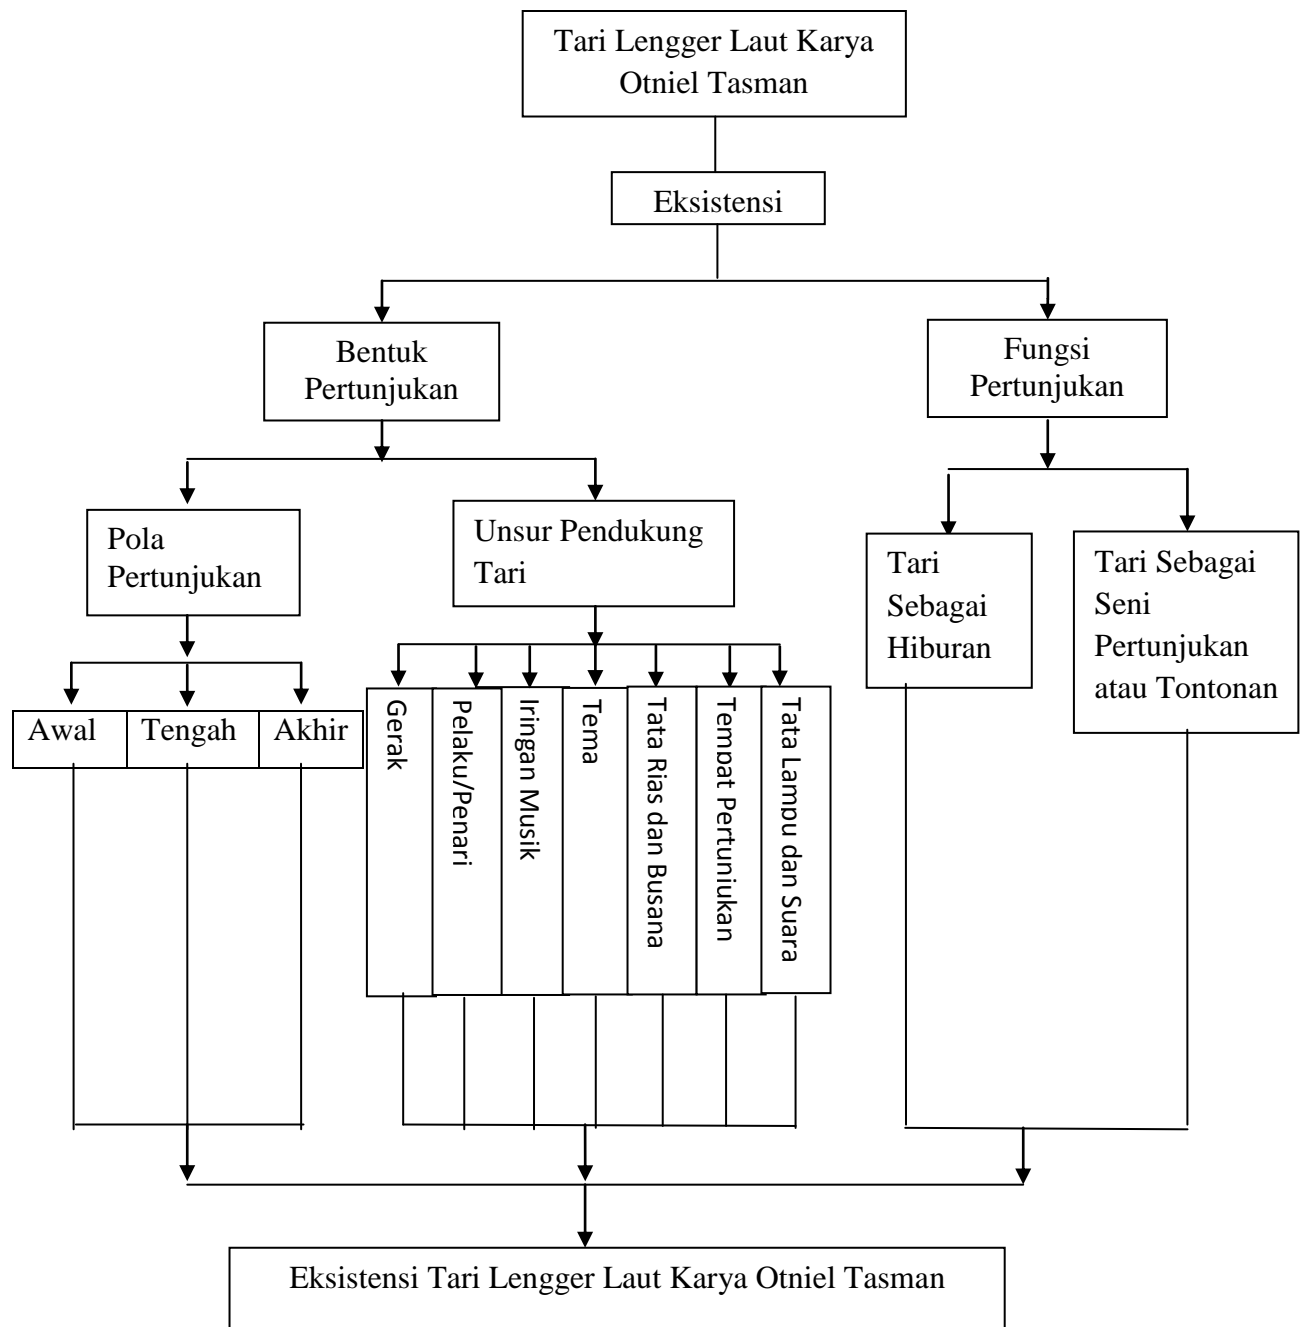 Tari Lengger Laut Karya
Otniel Tasman
Eksistensi
Bentuk
Pertunjukan
Fungsi
Pertunjukan
Pola
Pertunjukan
Unsur Pendukung
Tari
Tari
Sebagai
Hiburan
Tari Sebagai
Seni
Pertunjukan
atau Tontonan
Awal
Tengah
Akhir
Gerak
Pelaku/Penari
Iringan Musik
Tema
Tata Rias dan Busana
Tempat Pertunjukan
Tata Lampu dan Suara
Eksistensi Tari Lengger Laut Karya Otniel Tasman